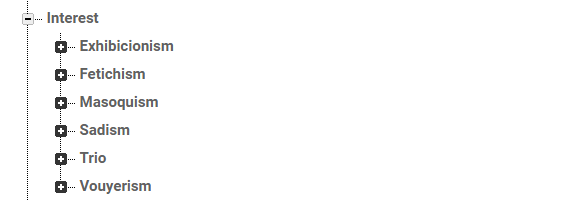 Interest
Exhibicionism
Fetichism
Masoquism
Sadism
Trio
Vouyerism